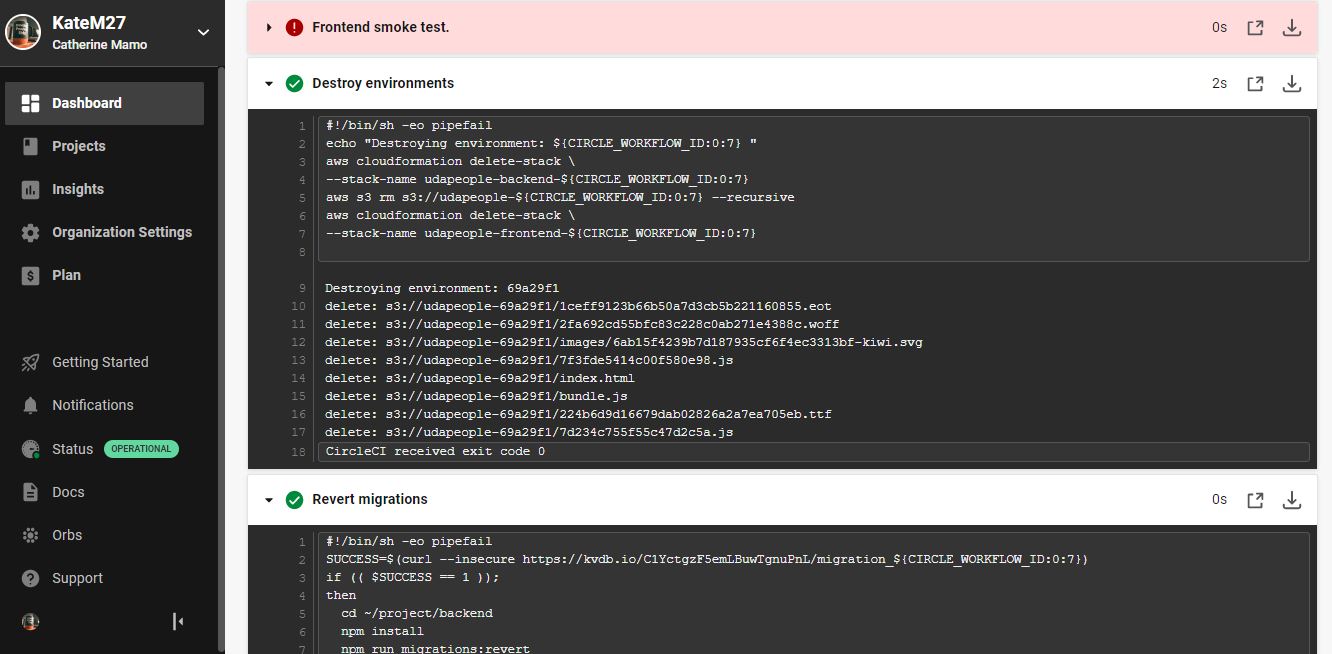 KateM27
Catherine Mamo
Dashboard
Projects
Insights
Organization Settings
Plan
Getting Started
Notifications
Status OPERATIONAL
Docs
Orbs
Support
Frontend smoke test. 0s
Destroy environments 2s
1 #!/bin/sh -eo pipefail
2 echo "Destroying environment: ${CIRCLE_WORKFLOW_ID:0:7} "
3 aws cloudformation delete-stack \
4 --stack-name udapeople-backend-${CIRCLE_WORKFLOW_ID:0:7}
5 aws s3 rm s3://udapeople-${CIRCLE_WORKFLOW_ID:0:7} --recursive
6 aws cloudformation delete-stack \
7 --stack-name udapeople-frontend-${CIRCLE_WORKFLOW_ID:0:7}
8
9 Destroying environment: 69a29f1
10 delete: s3://udapeople-69a29f1/1ceff9123b66b50a7d3cb5b221160855.eot
11 delete: s3://udapeople-69a29f1/2fa692cd55bfc83c228c0ab271e4388c.woff
12 delete: s3://udapeople-69a29f1/images/6ab15f4239b7d187935cf6f4ec3313bf-kiwi.svg
13 delete: s3://udapeople-69a29f1/7f3fde5414c00f580e98.js
14 delete: s3://udapeople-69a29f1/index.html
15 delete: s3://udapeople-69a29f1/bundle.js
16 delete: s3://udapeople-69a29f1/224b6d9d16679dab02826a2a7ea705eb.ttf
17 delete: s3://udapeople-69a29f1/7d234c755f55c47d2c5a.js
18 CircleCI received exit code 0
Revert migrations 0s
1 #!/bin/sh -eo pipefail
2 SUCCESS=$(curl --insecure https://kvdb.io/C1YctgzF5emLBuwTgnuPnL/migration_${CIRCLE_WORKFLOW_ID:0:7})
3 if (( $SUCCESS == 1 ));
4 then
5 cd ~/project/backend
6 npm install
7 npm run migrations:revert